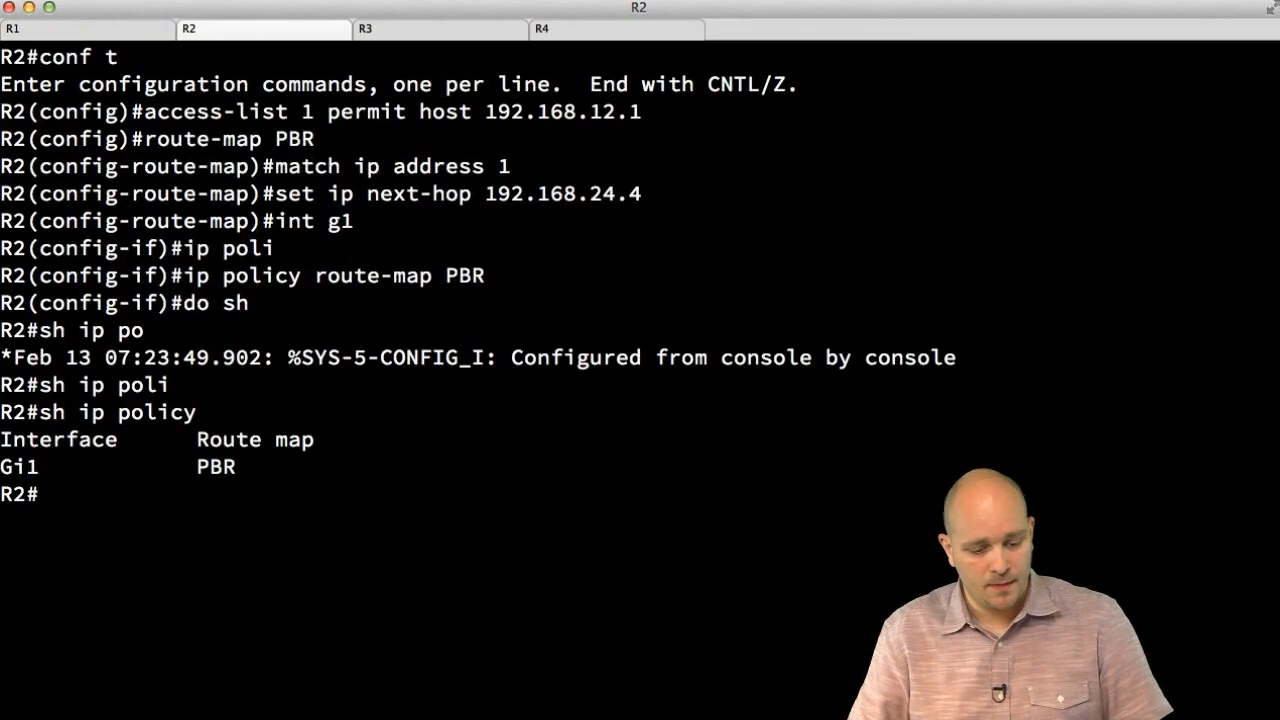 R2
R1
R2
R3
R4
R2#conf t
Enter configuration commands, one per line.  End with CNTL/Z.
R2(config)#access-list 1 permit host 192.168.12.1
R2(config)#route-map PBR
R2(config-route-map)#match ip address 1
R2(config-route-map)#set ip next-hop 192.168.24.4
R2(config-route-map)#int g1
R2(config-if)#ip poli
R2(config-if)#ip policy route-map PBR
R2(config-if)#do sh
R2#sh ip po
*Feb 13 07:23:49.902: %SYS-5-CONFIG_I: Configured from console by console
R2#sh ip poli
R2#sh ip policy
Interface      Route map
Gi1            PBR
R2#